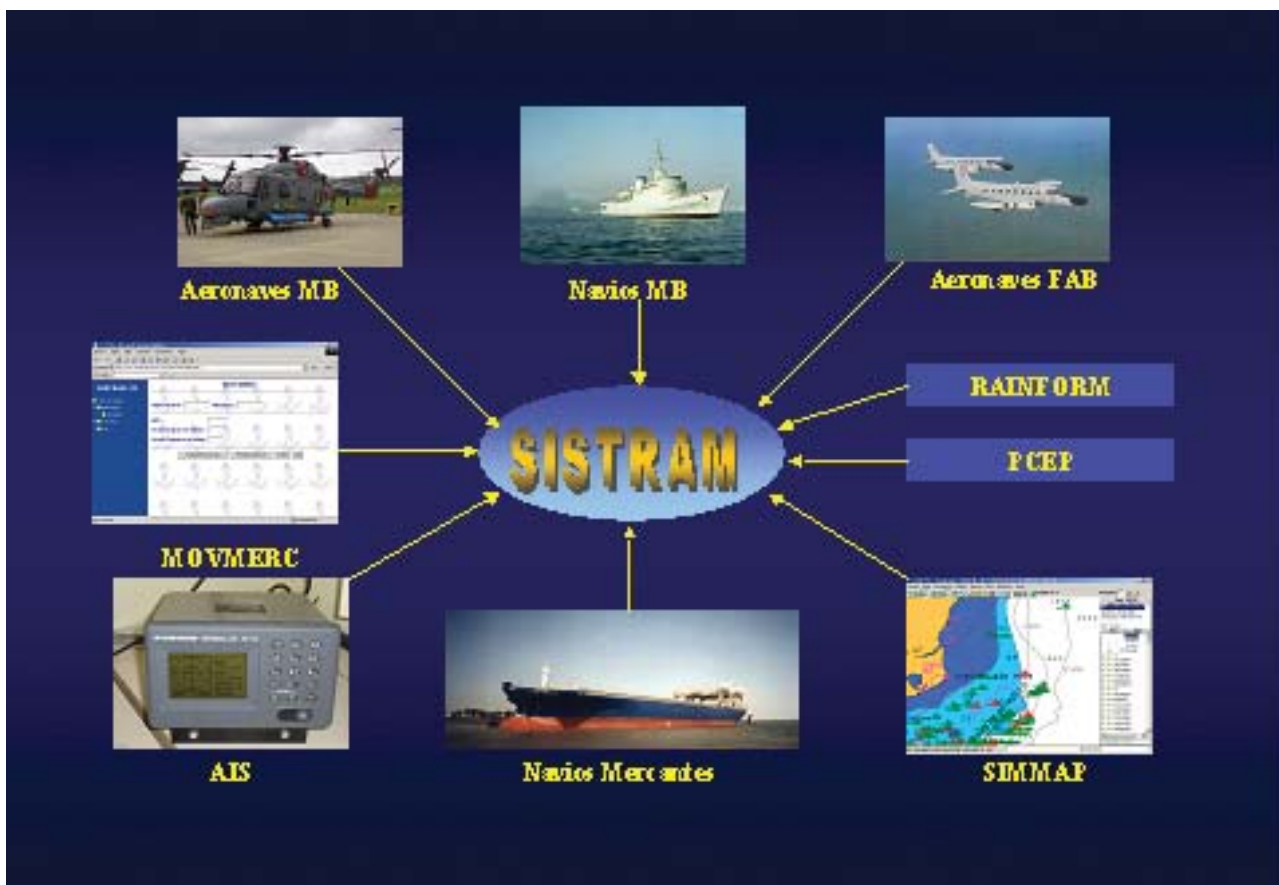 Aeronaves MB
Navios MB
Aeronaves FAB
RAINFORM
PCEP
SISTRAM
MOVMERC
AIS
Navios Mercantes
SIMMAP